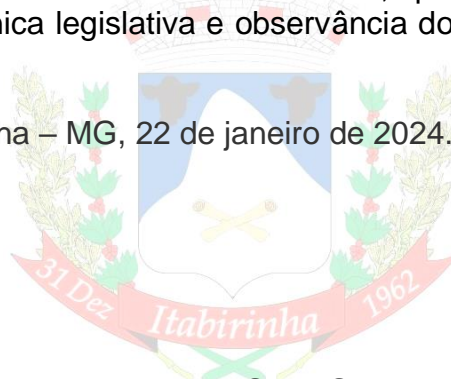 nica legislativa e observância do
na – MG, 22 de janeiro de 2024.
31 Dez
Itabirinha
1962